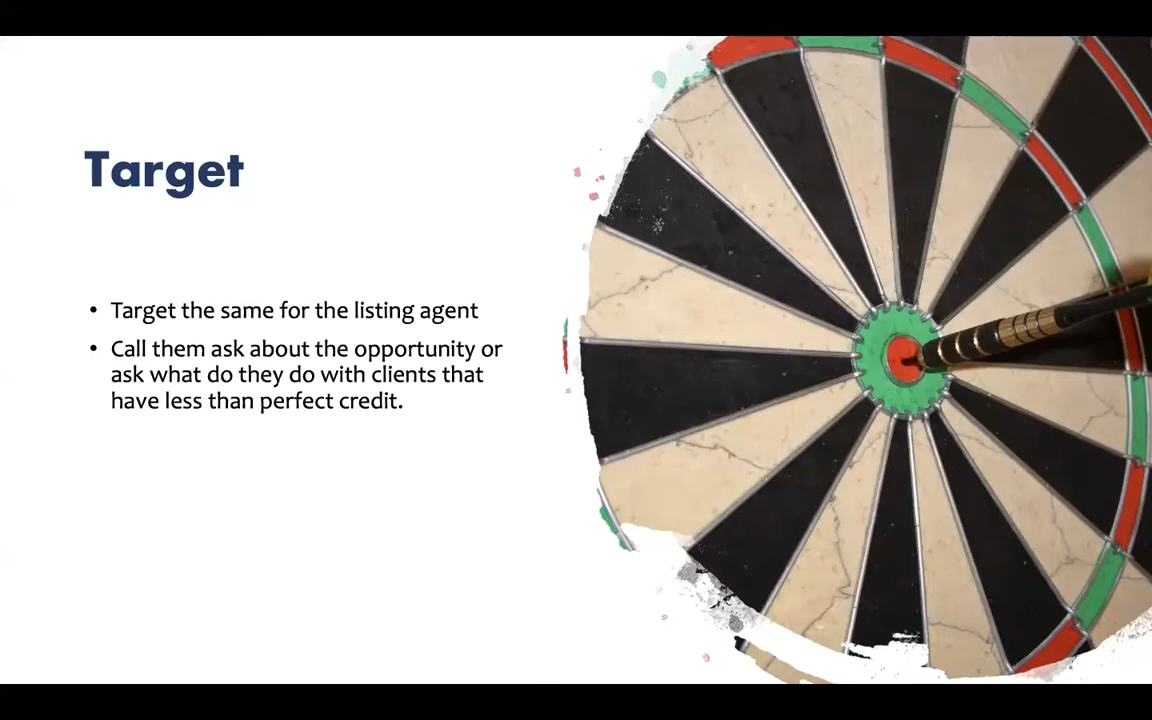 Target
• Target the same for the listing agent
• Call them ask about the opportunity or
ask what do they do with clients that
have less than perfect credit.